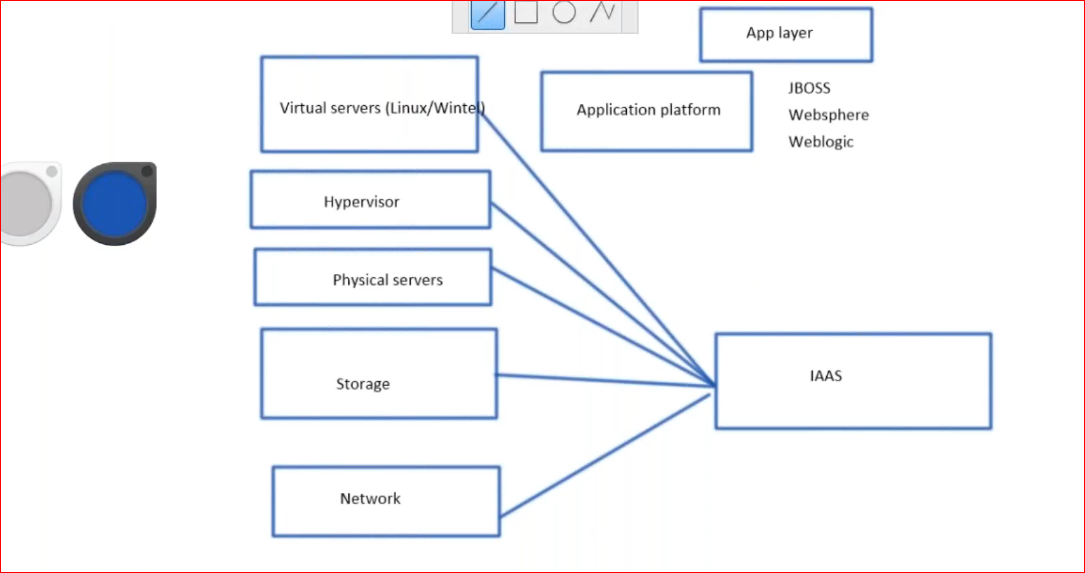 App layer
Virtual servers (Linux/Wintel)
Application platform
JBOSS
Websphere
Weblogic
Hypervisor
Physical servers
Storage
IAAS
Network